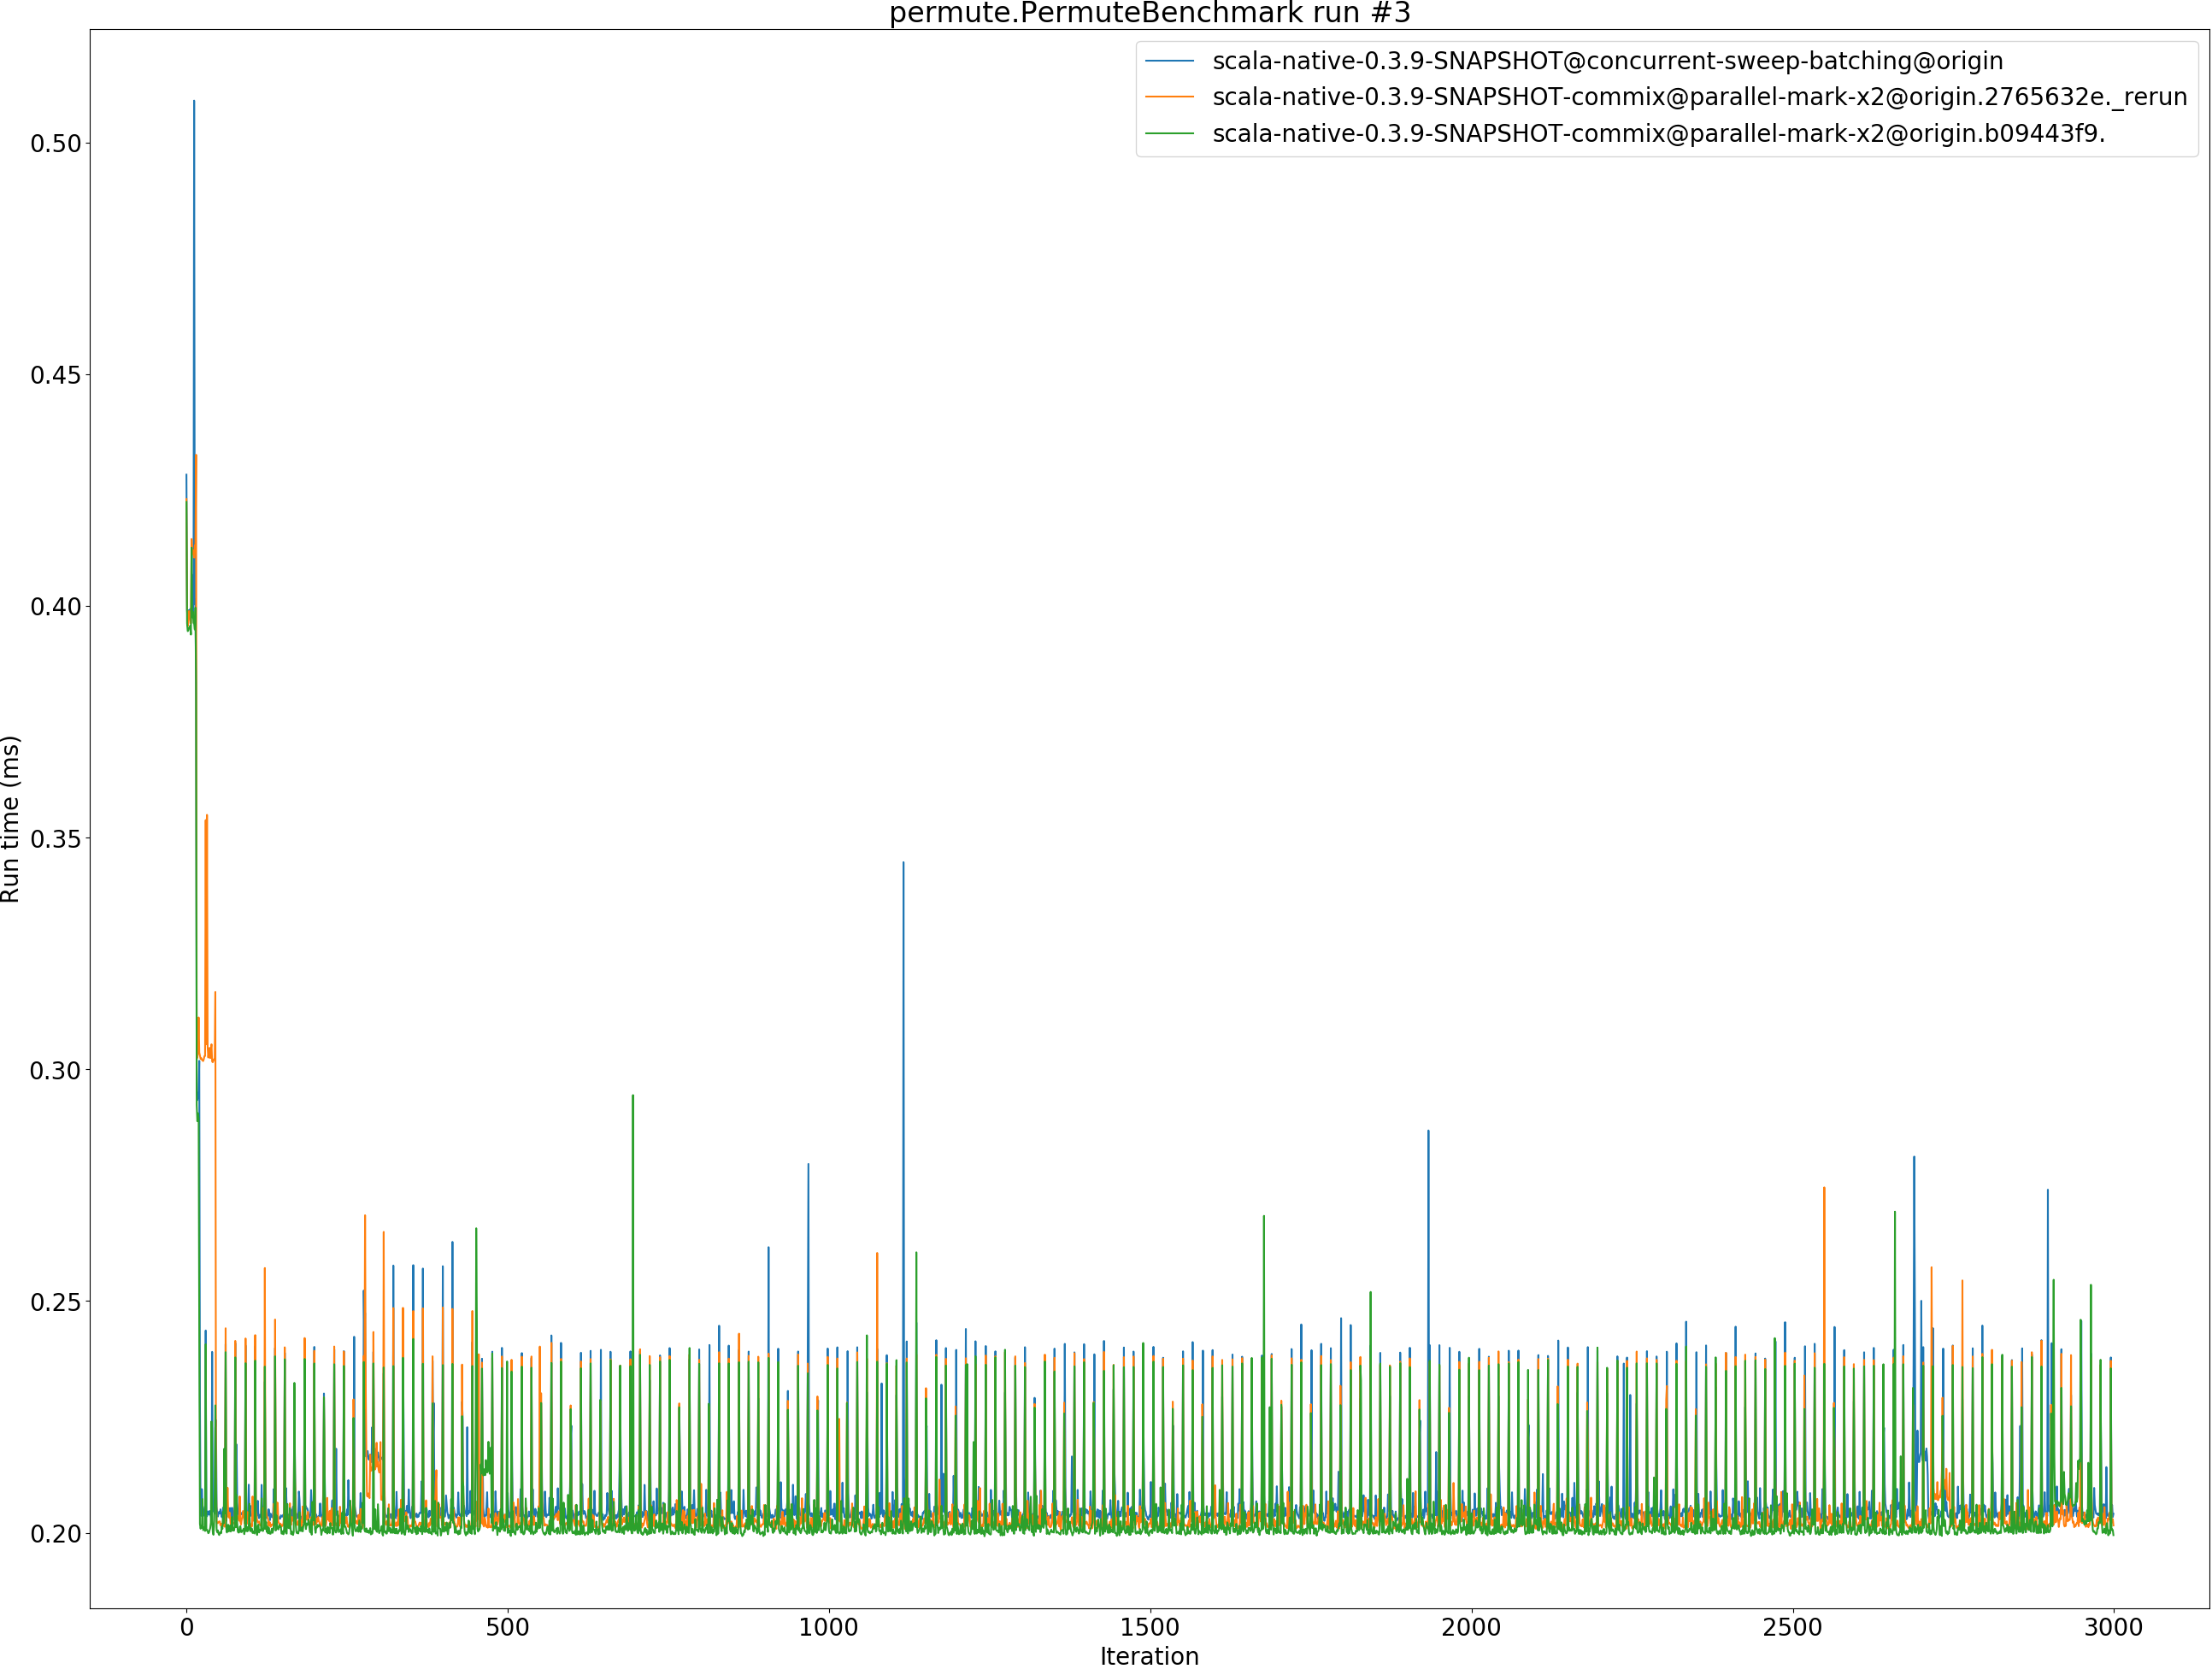 permute.PermuteBenchmark run #3
scala-native-0.3.9-SNAPSHOT@concurrent-sweep-batching@origin
scala-native-0.3.9-SNAPSHOT-commix@parallel-mark-x2@origin.2765632e._rerun
scala-native-0.3.9-SNAPSHOT-commix@parallel-mark-x2@origin.b09443f9.
0.50
0.45
0.40
0.35
0.30
0.25
0.20
Run time (ms)
0 500 1000 1500 2000 2500 3000
Iteration